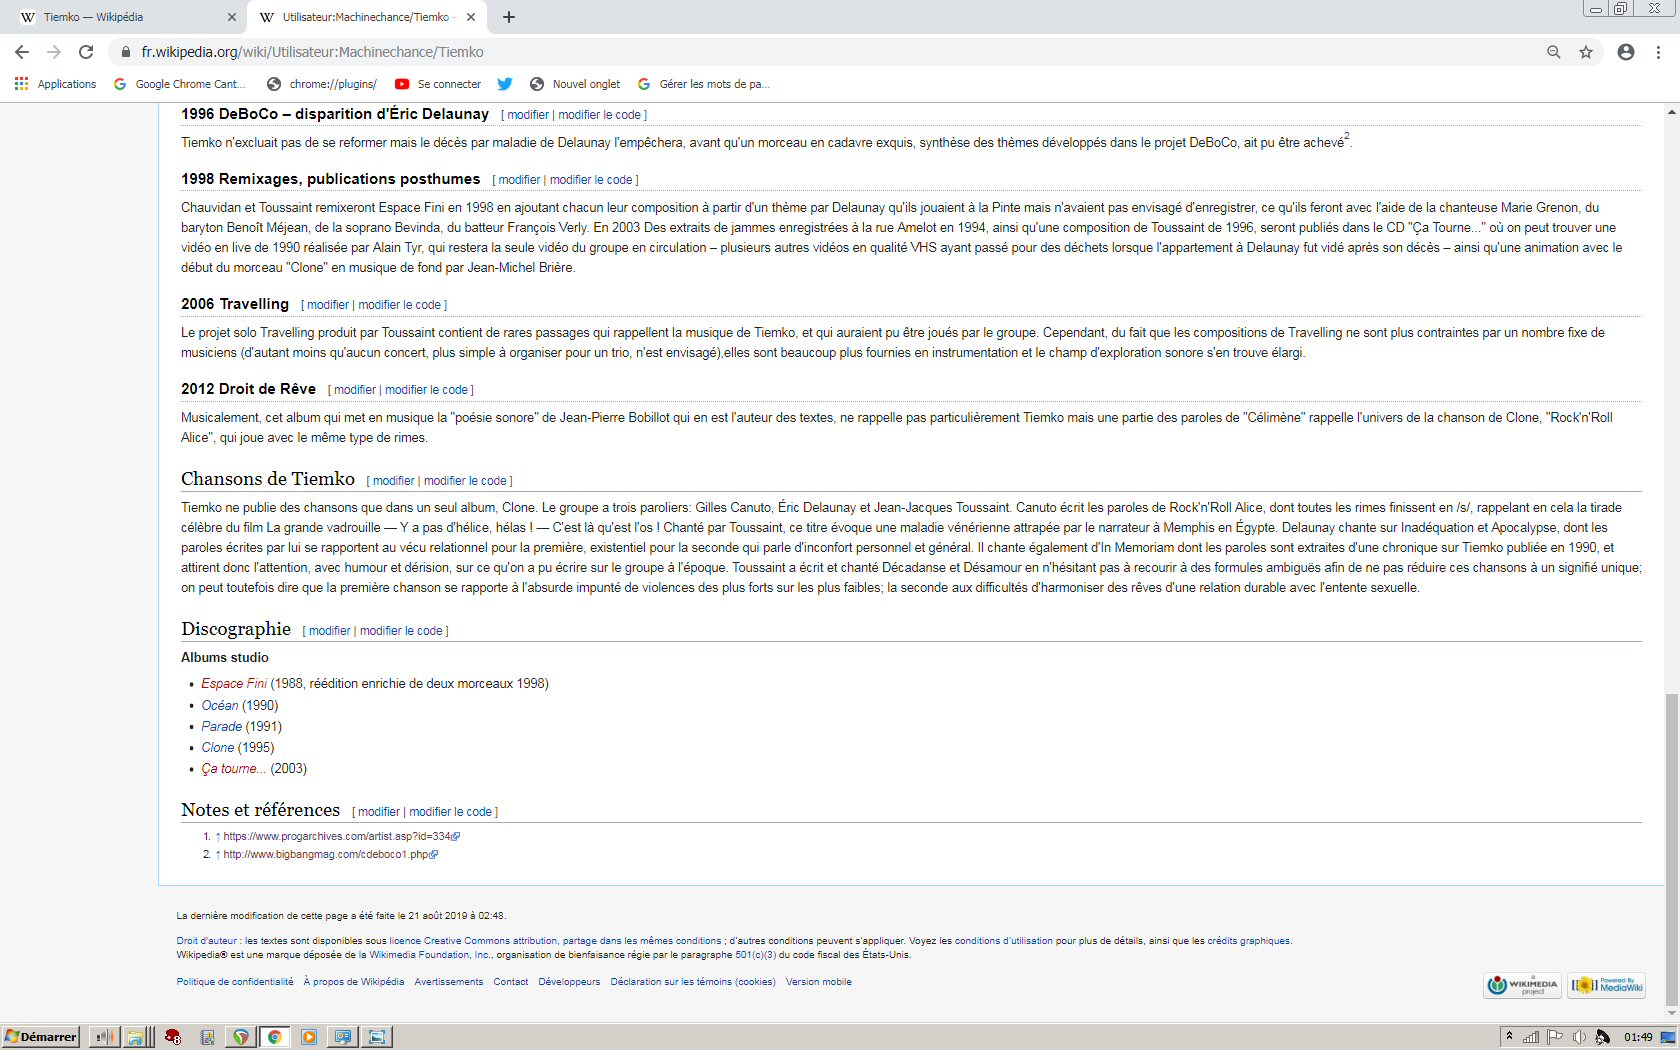 Tiemko — Wikipédia
Utilisateur:Machinechance/Tiemko –
fr.wikipedia.org/wiki/Utilisateur:Machinechance/Tiemko
Applications
Google Chrome Cant...
chrome://plugins/
Se connecter
Nouvel onglet
Gérer les mots de pa...
1996 DeBoCo – disparition d'Éric Delaunay [ modifier | modifier le code ]
Tiemko n'excluait pas de se reformer mais le décès par maladie de Delaunay l'empêchera, avant qu'un morceau en cadavre exquis, synthèse des thèmes développés dans le projet DeBoCo, ait pu être achevé2.
1998 Remixages, publications posthumes [ modifier | modifier le code ]
Chauvidan et Toussaint remixeront Espace Fini en 1998 en ajoutant chacun leur composition à partir d'un thème par Delaunay qu'ils jouaient à la Pinte mais n'avaient pas envisagé d'enregistrer, ce qu'ils feront avec l'aide de la chanteuse Marie Grenon, du
baryton Benoît Méjean, de la soprano Bevinda, du batteur François Verly. En 2003 Des extraits de jammes enregistrées à la rue Amelot en 1994, ainsi qu'une composition de Toussaint de 1996, seront publiés dans le CD "Ça Tourne..." où on peut trouver une
vidéo en live de 1990 réalisée par Alain Tyr, qui restera la seule vidéo du groupe en circulation – plusieurs autres vidéos en qualité VHS ayant passé pour des déchets lorsque l'appartement à Delaunay fut vidé après son décès – ainsi qu'une animation avec le
début du morceau "Clone" en musique de fond par Jean-Michel Brière.
2006 Travelling [ modifier | modifier le code ]
Le projet solo Travelling produit par Toussaint contient de rares passages qui rappellent la musique de Tiemko, et qui auraient pu être joués par le groupe. Cependant, du fait que les compositions de Travelling ne sont plus contraintes par un nombre fixe de
musiciens (d'autant moins qu'aucun concert, plus simple à organiser pour un trio, n'est envisagé),elles sont beaucoup plus fournies en instrumentation et le champ d'exploration sonore s'en trouve élargi.
2012 Droit de Rêve [ modifier | modifier le code ]
Musicalement, cet album qui met en musique la "poésie sonore" de Jean-Pierre Bobillot qui en est l'auteur des textes, ne rappelle pas particulièrement Tiemko mais une partie des paroles de "Célimène" rappelle l'univers de la chanson de Clone, "Rock'n'Roll
Alice", qui joue avec le même type de rimes.
Chansons de Tiemko [ modifier | modifier le code ]
Tiemko ne publie des chansons que dans un seul album, Clone. Le groupe a trois paroliers: Gilles Canuto, Éric Delaunay et Jean-Jacques Toussaint. Canuto écrit les paroles de Rock'n'Roll Alice, dont toutes les rimes finissent en /s/, rappelant en cela la tirade
célèbre du film La grande vadrouille — Y a pas d'hélice, hélas ! — C'est là qu'est l'os ! Chanté par Toussaint, ce titre évoque une maladie vénérienne attrapée par le narrateur à Memphis en Égypte. Delaunay chante sur Inadéquation et Apocalypse, dont les
paroles écrites par lui se rapportent au vécu relationnel pour la première, existentiel pour la seconde qui parle d'inconfort personnel et général. Il chante également d'In Memoriam dont les paroles sont extraites d'une chronique sur Tiemko publiée en 1990, et
attirent donc l'attention, avec humour et dérision, sur ce qu'on a pu écrire sur le groupe à l'époque. Toussaint a écrit et chanté Décadanse et Désamour en n'hésitant pas à recourir à des formules ambiguës afin de ne pas réduire ces chansons à un signifié unique;
on peut toutefois dire que la première chanson se rapporte à l'absurde impunté de violences des plus forts sur les plus faibles; la seconde aux difficultés d'harmoniser des rêves d'une relation durable avec l'entente sexuelle.
Discographie [ modifier | modifier le code ]
Albums studio
• Espace Fini (1988, réédition enrichie de deux morceaux 1998)
• Océan (1990)
• Parade (1991)
• Clone (1995)
• Ça tourne... (2003)
Notes et références [ modifier | modifier le code ]
1. ↑ https://www.progarchives.com/artist.asp?id=334
2. ↑ http://www.bigbangmag.com/cdeboco1.php
La dernière modification de cette page a été faite le 21 août 2019 à 02:48.
Droit d'auteur : les textes sont disponibles sous licence Creative Commons attribution, partage dans les mêmes conditions ; d'autres conditions peuvent s'appliquer. Voyez les conditions d'utilisation pour plus de détails, ainsi que les crédits graphiques.
Wikipedia® est une marque déposée de la Wikimedia Foundation, Inc., organisation de bienfaisance régie par le paragraphe 501(c)(3) du code fiscal des États-Unis.
Politique de confidentialité À propos de Wikipédia Avertissements Contact Développeurs Déclaration sur les témoins (cookies) Version mobile
a WIKIMEDIA project
Powered By MediaWiki
Démarrer
01:49